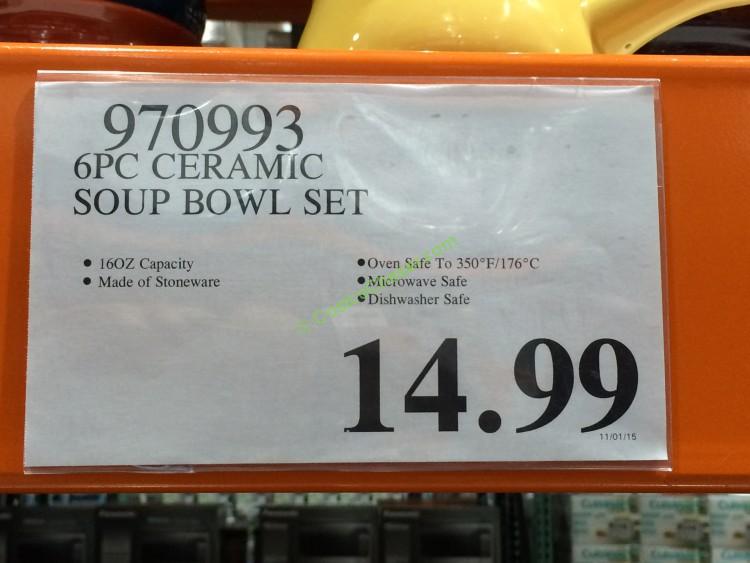 970993
6PC CERAMIC
SOUP BOWL SET
● 16OZ Capacity
● Made of Stoneware
● Oven Safe To 350°F/176°C
● Microwave Safe
● Dishwasher Safe
14.99
11/01/15